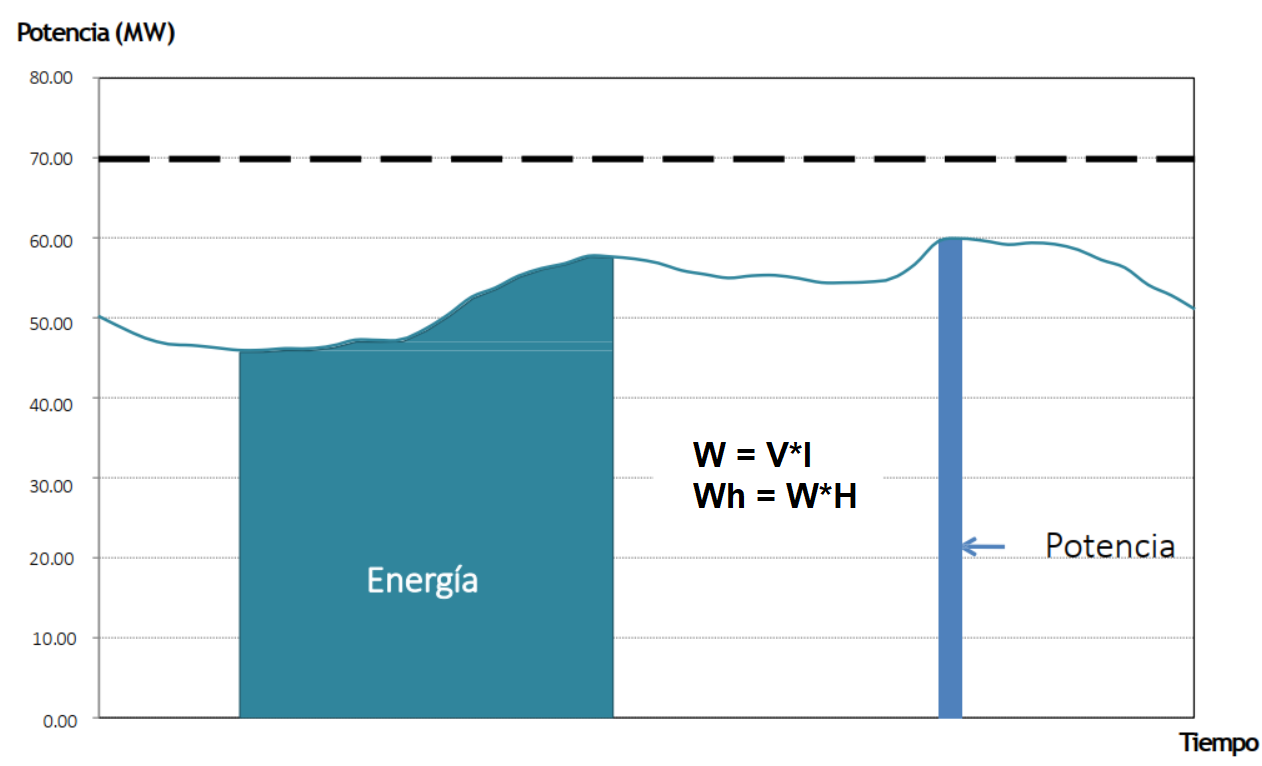 Potencia (MW)
80.00
70.00
60.00
50.00
40.00
W = V*I
Wh = W*H
30.00
Potencia
20.00
Energía
10.00
0.00
Tiempo